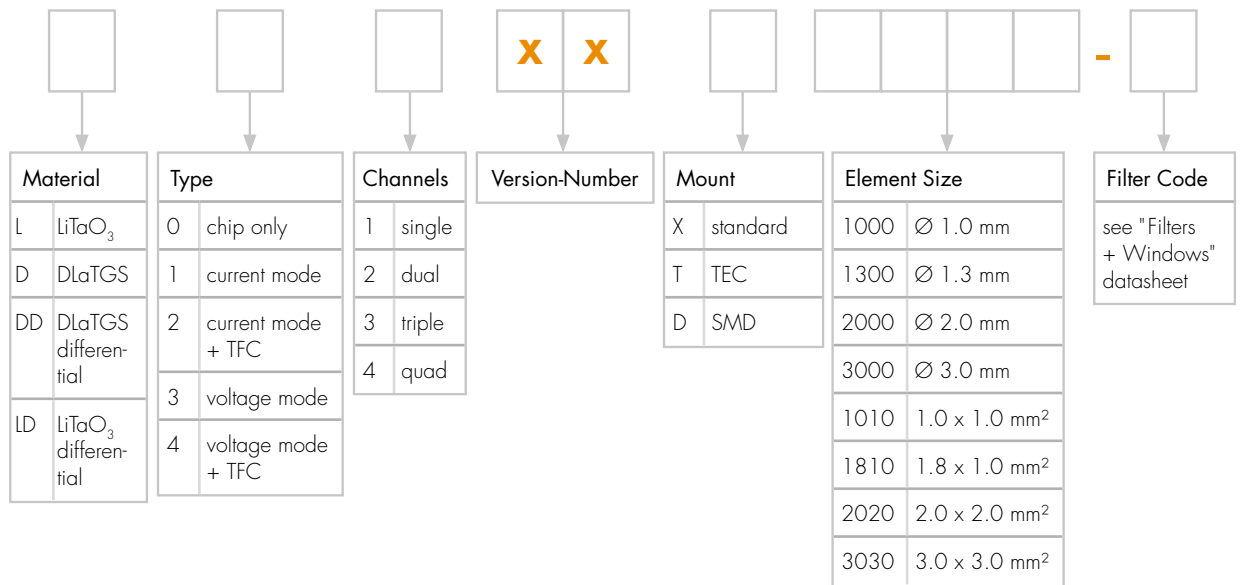 X X -
Material
L LiTaO₃
D DLaTGS
DD DLaTGS
differen-
tial
LD LiTaO₃
differen-
tial
Type
0 chip only
1 current mode
2 current mode
+ TFC
3 voltage mode
4 voltage mode
+ TFC
Channels
1 single
2 dual
3 triple
4 quad
Version-Number
Mount
X standard
T TEC
D SMD
Element Size
1000 Ø 1.0 mm
1300 Ø 1.3 mm
2000 Ø 2.0 mm
3000 Ø 3.0 mm
1010 1.0 x 1.0 mm²
1810 1.8 x 1.0 mm²
2020 2.0 x 2.0 mm²
3030 3.0 x 3.0 mm²
Filter Code
see "Filters
+ Windows"
datasheet